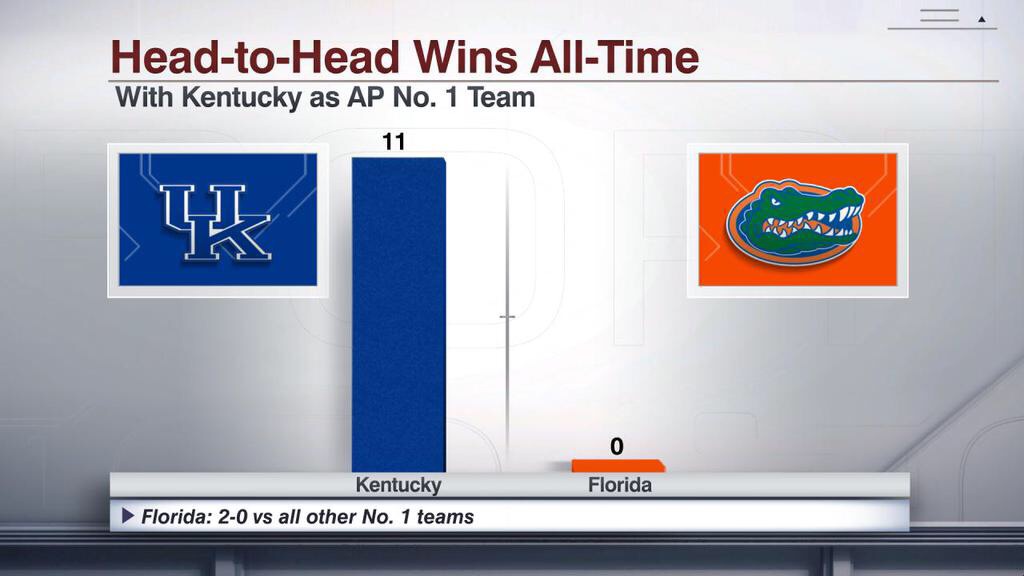 Head-to-Head Wins All-Time
With Kentucky as AP No. 1 Team
11
UK
0
Kentucky
Florida
Florida: 2-0 vs all other No. 1 teams